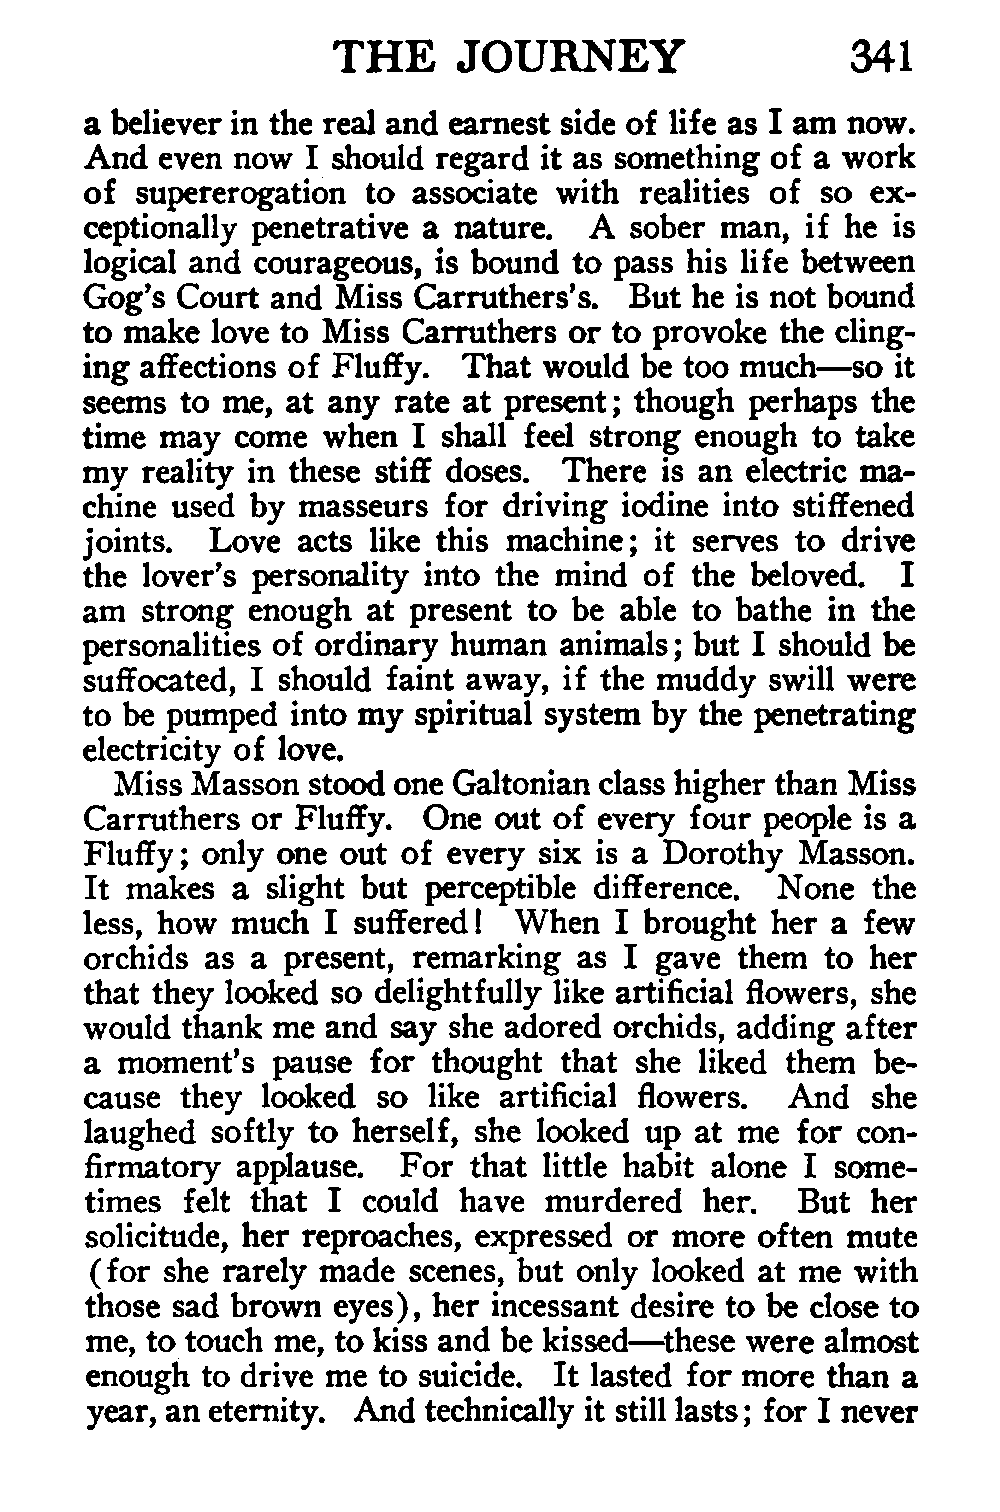 THE JOURNEY 341
a believer in the real and earnest side of life as I am now.
And even now I should regard it as something of a work
of supererogation to associate with realities of so ex-
ceptionally penetrative a nature. A sober man, if he is
logical and courageous, is bound to pass his life between
Gog's Court and Miss Carruthers's. But he is not bound
to make love to Miss Carruthers or to provoke the cling-
ing affections of Fluffy. That would be too much—so it
seems to me, at any rate at present; though perhaps the
time may come when I shall feel strong enough to take
my reality in these stiff doses. There is an electric ma-
chine used by masseurs for driving iodine into stiffened
joints. Love acts like this machine; it serves to drive
the lover's personality into the mind of the beloved. I
am strong enough at present to be able to bathe in the
personalities of ordinary human animals; but I should be
suffocated, I should faint away, if the muddy swill were
to be pumped into my spiritual system by the penetrating
electricity of love.
Miss Masson stood one Galtonian class higher than Miss
Carruthers or Fluffy. One out of every four people is a
Fluffy; only one out of every six is a Dorothy Masson.
It makes a slight but perceptible difference. None the
less, how much I suffered! When I brought her a few
orchids as a present, remarking as I gave them to her
that they looked so delightfully like artificial flowers, she
would thank me and say she adored orchids, adding after
a moment's pause for thought that she liked them be-
cause they looked so like artificial flowers. And she
laughed softly to herself, she looked up at me for con-
firmatory applause. For that little habit alone I some-
times felt that I could have murdered her. But her
solicitude, her reproaches, expressed or more often mute
(for she rarely made scenes, but only looked at me with
those sad brown eyes), her incessant desire to be close to
me, to touch me, to kiss and be kissed—these were almost
enough to drive me to suicide. It lasted for more than a
year, an eternity. And technically it still lasts; for I never